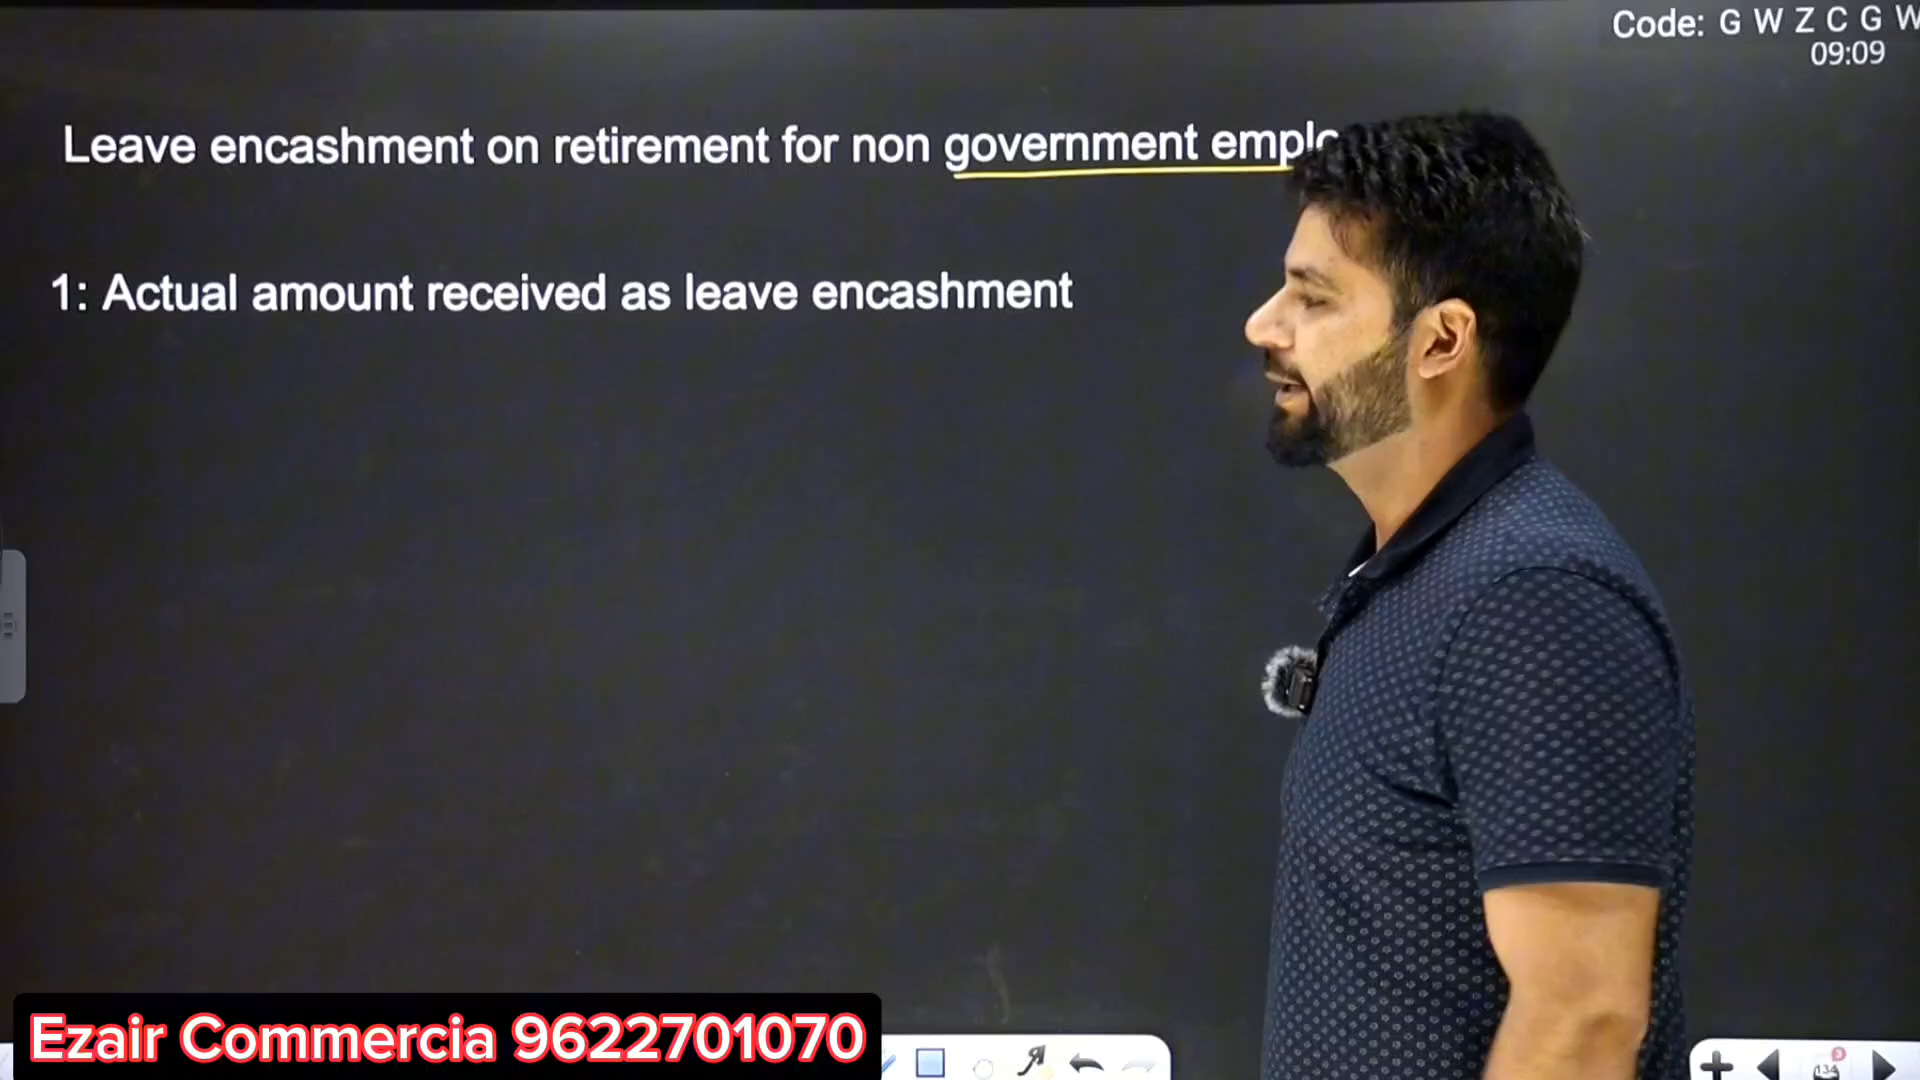 Code: G W Z C G W
09:09
Leave encashment on retirement for non government emplo
1: Actual amount received as leave encashment
Ezair Commercia 9622701070
134